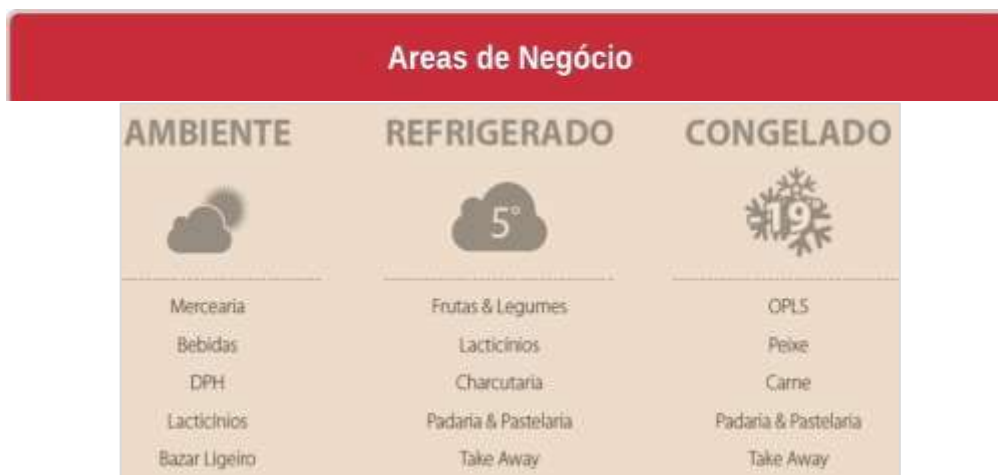 Areas de Negócio
AMBIENTE
REFRIGERADO
CONGELADO
5°
-19°
Mercearia
Frutas & Legumes
OPLS
Bebidas
Lacticínios
Peixe
DPH
Charcutaria
Carne
Lacticínios
Padaria & Pastelaria
Padaria & Pastelaria
Bazar Ligeiro
Take Away
Take Away